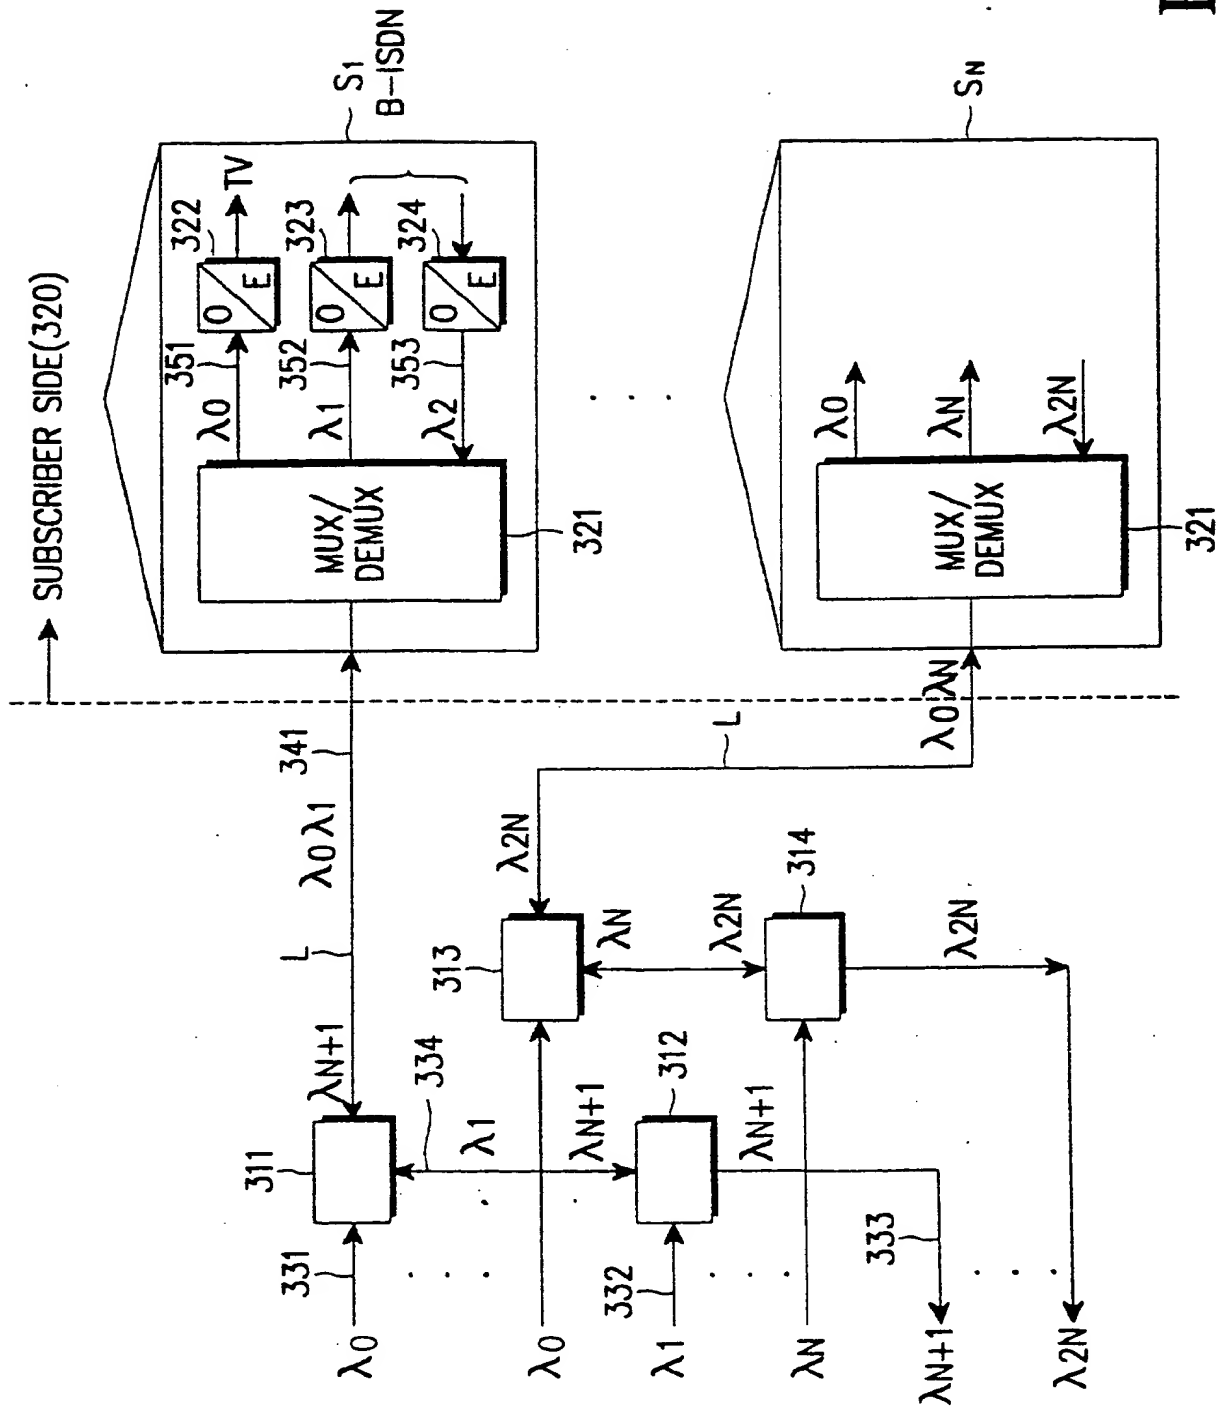 SUBSCRIBER SIDE(320)
S1
B-ISDN
TV
322
323
324
O
E
O
E
O
E
351
352
353
λ0
λ1
λ2
MUX/
DEMUX
321
SN
λ0
λN
λ2N
MUX/
DEMUX
321
341
λ0 λ1
L
λN+1
L
λ0 λN
λ2N
313
314
λN
λ2N
λ2N
311
334
312
λ1
λN+1
λN+1
331
332
333
λ0
λ0
λ1
λN
λN+1
λ2N